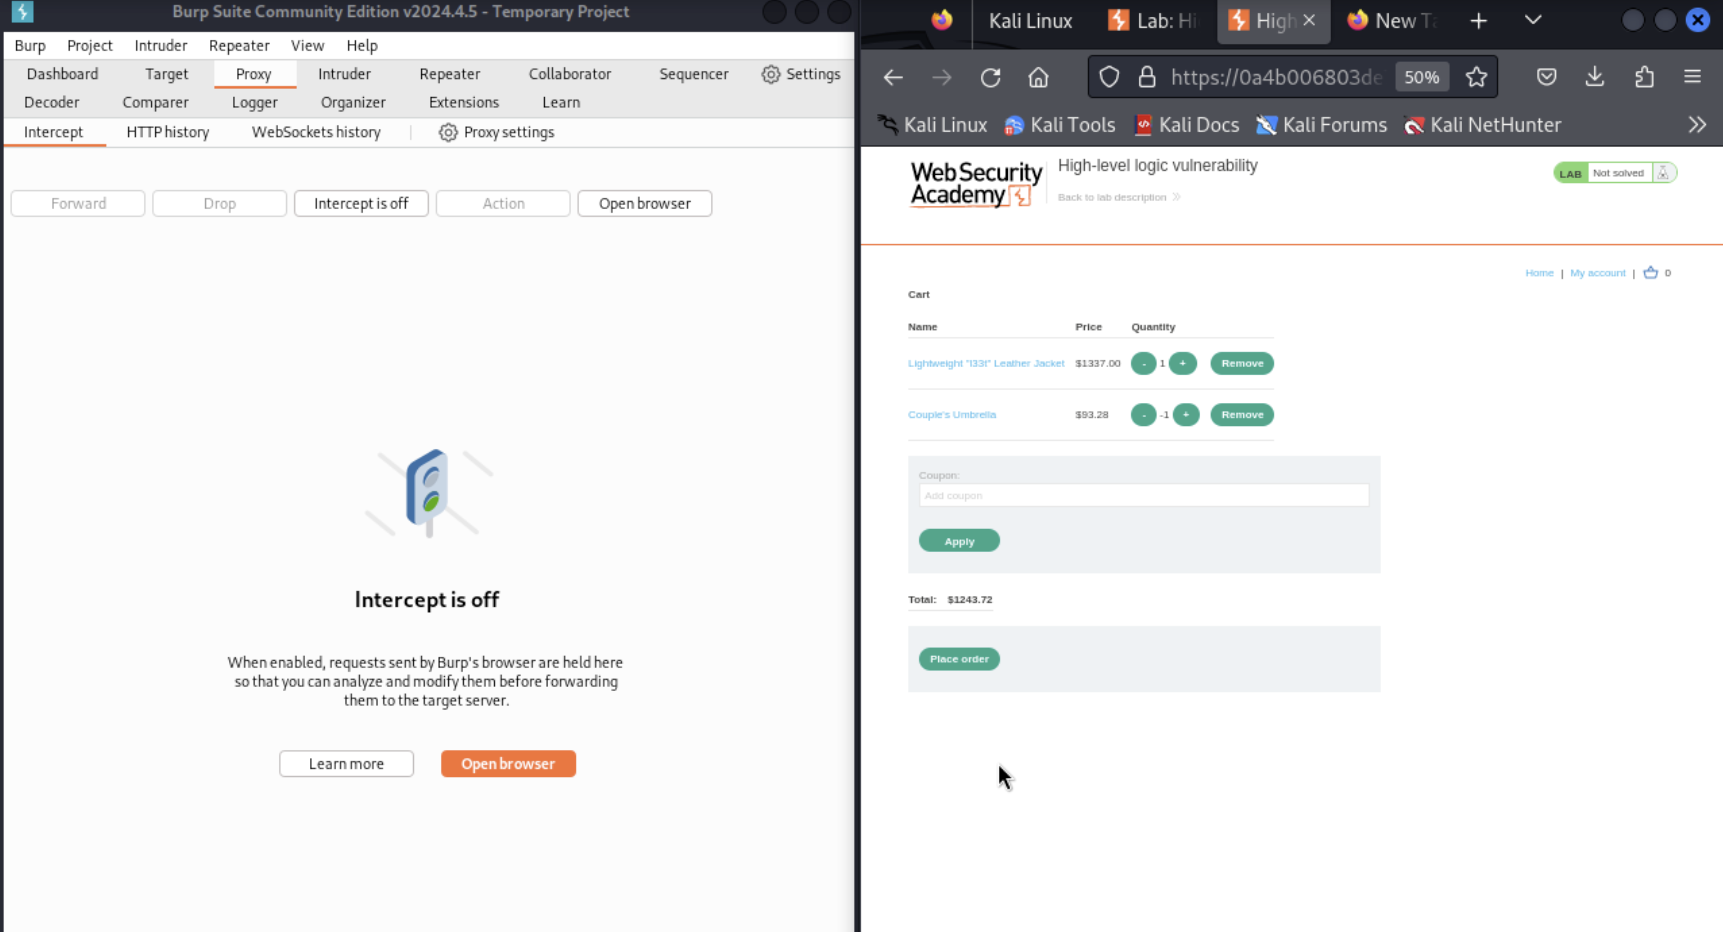 Burp Suite Community Edition v2024.4.5 - Temporary Project
Burp Project Intruder Repeater View Help
Dashboard Target Proxy Intruder Repeater Collaborator Sequencer Settings
Decoder Comparer Logger Organizer Extensions Learn
Intercept HTTP history WebSockets history Proxy settings
Forward Drop Intercept is off Action Open browser
Intercept is off
When enabled, requests sent by Burp's browser are held here
so that you can analyze and modify them before forwarding
them to the target server.
Learn more Open browser
Kali Linux Lab: Hi High New Ta
https://0a4b006803de 50%
Kali Linux Kali Tools Kali Docs Kali Forums Kali NetHunter
WebSecurity
Academy
High-level logic vulnerability
Back to lab description
LAB Not solved
Home | My account | 0
Cart
Name Price Quantity
Lightweight "l33t" Leather Jacket $1337.00 - 1 + Remove
Couple's Umbrella $93.28 - -1 + Remove
Coupon:
Add coupon
Apply
Total: $1243.72
Place order